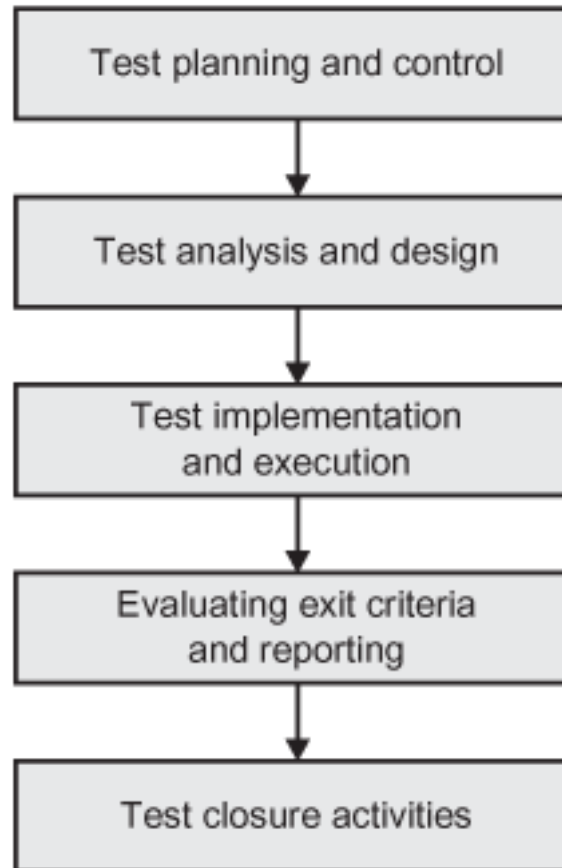 Test planning and control
Test analysis and design
Test implementation
and execution
Evaluating exit criteria
and reporting
Test closure activities